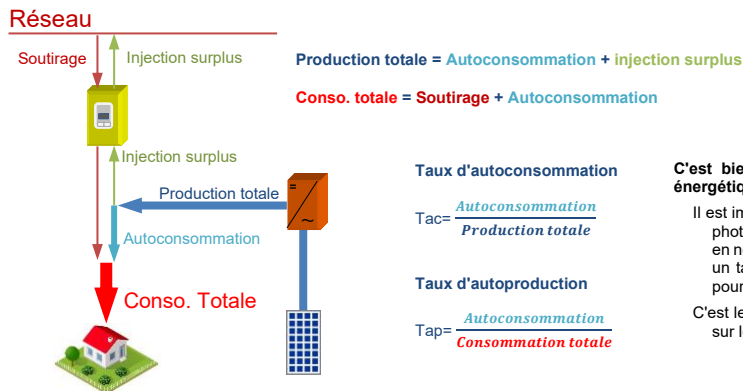 Réseau
Soutirage
Injection surplus
Production totale = Autoconsommation + injection surplus
Conso. totale = Soutirage + Autoconsommation
Injection surplus
Production totale
Autoconsommation
Conso. Totale
Taux d'autoconsommation
Tac= Autoconsommation
Production totale
Taux d'autoproduction
Tap= Autoconsommation
Consommation totale
C'est bie
énergétiq
Il est im
phot
en n
un ta
pour
C'est le
sur l